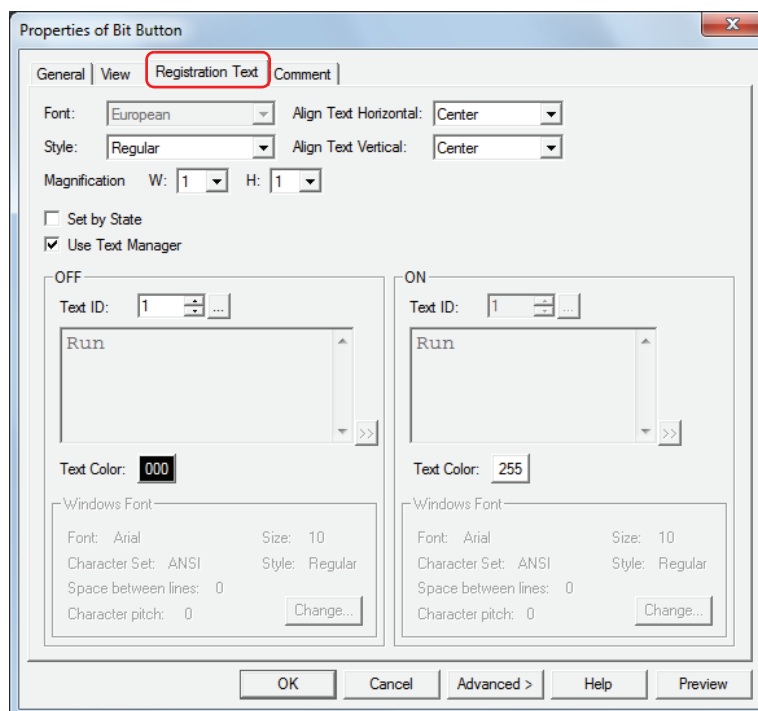 Properties of Bit Button
X
General View Registration Text Comment
Font: European Align Text Horizontal: Center
Style: Regular Align Text Vertical: Center
Magnification W: 1 H: 1
Set by State
Use Text Manager
OFF
Text ID: 1 ...
Run
>>
Text Color: 000
Windows Font
Font: Arial Size: 10
Character Set: ANSI Style: Regular
Space between lines: 0
Character pitch: 0 Change...
ON
Text ID: 1 ...
Run
>>
Text Color: 255
Windows Font
Font: Arial Size: 10
Character Set: ANSI Style: Regular
Space between lines: 0
Character pitch: 0 Change...
OK Cancel Advanced > Help Preview